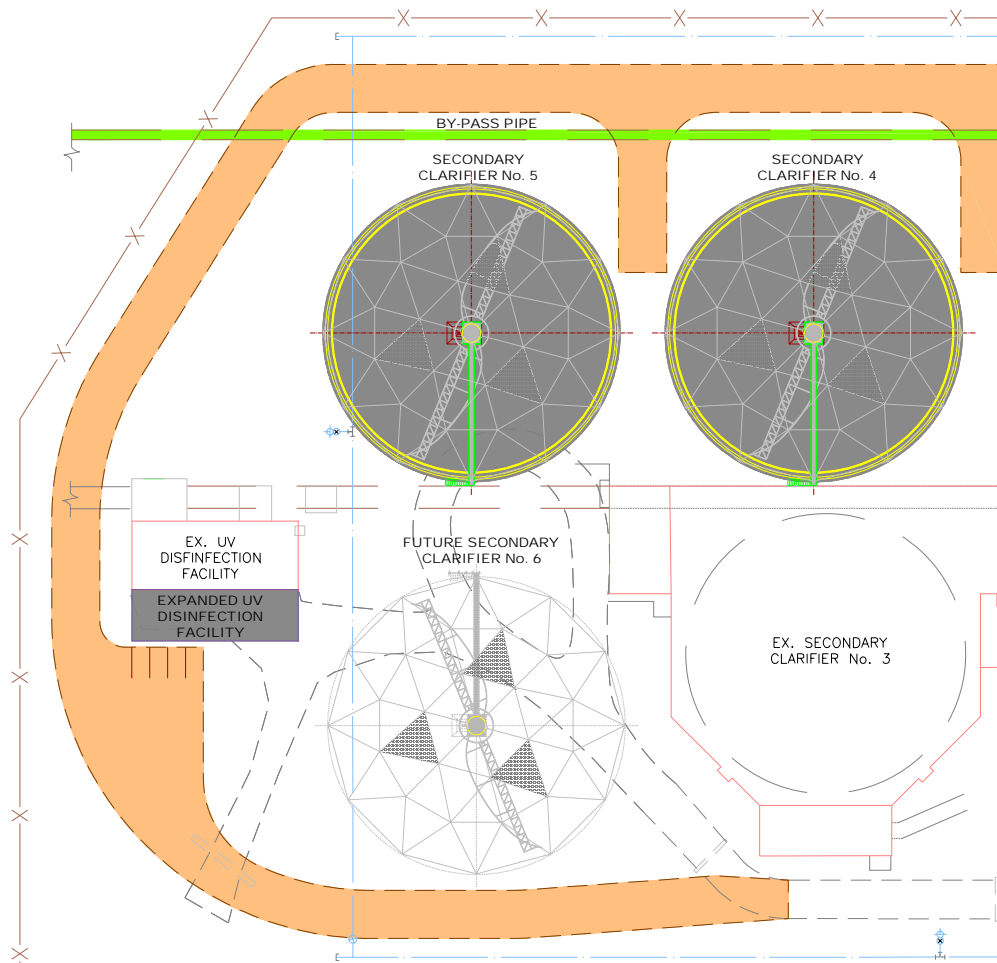 BY-PASS PIPE
SECONDARY
CLARIFIER No. 5
SECONDARY
CLARIFIER No. 4
EX. UV
DISFINFECTION
FACILITY
EXPANDED UV
DISINFECTION
FACILITY
FUTURE SECONDARY
CLARIFIER No. 6
EX. SECONDARY
CLARIFIER No. 3